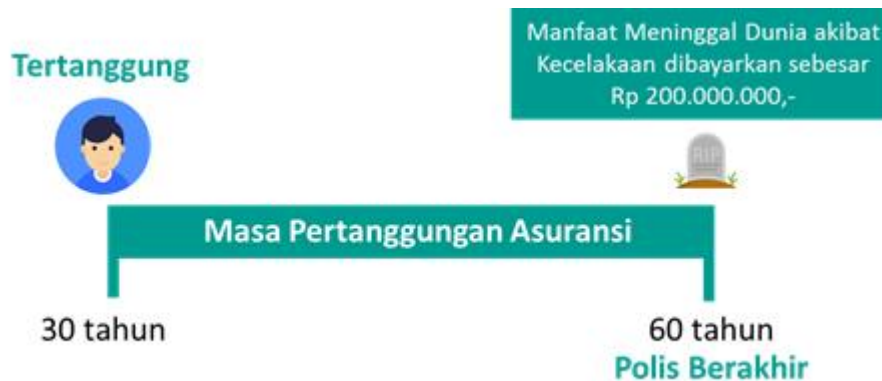 Manfaat Meninggal Dunia akibat
Kecelakaan dibayarkan sebesar
Rp 200.000.000,-
Tertanggung
RIP
Masa Pertanggungan Asuransi
30 tahun
60 tahun
Polis Berakhir